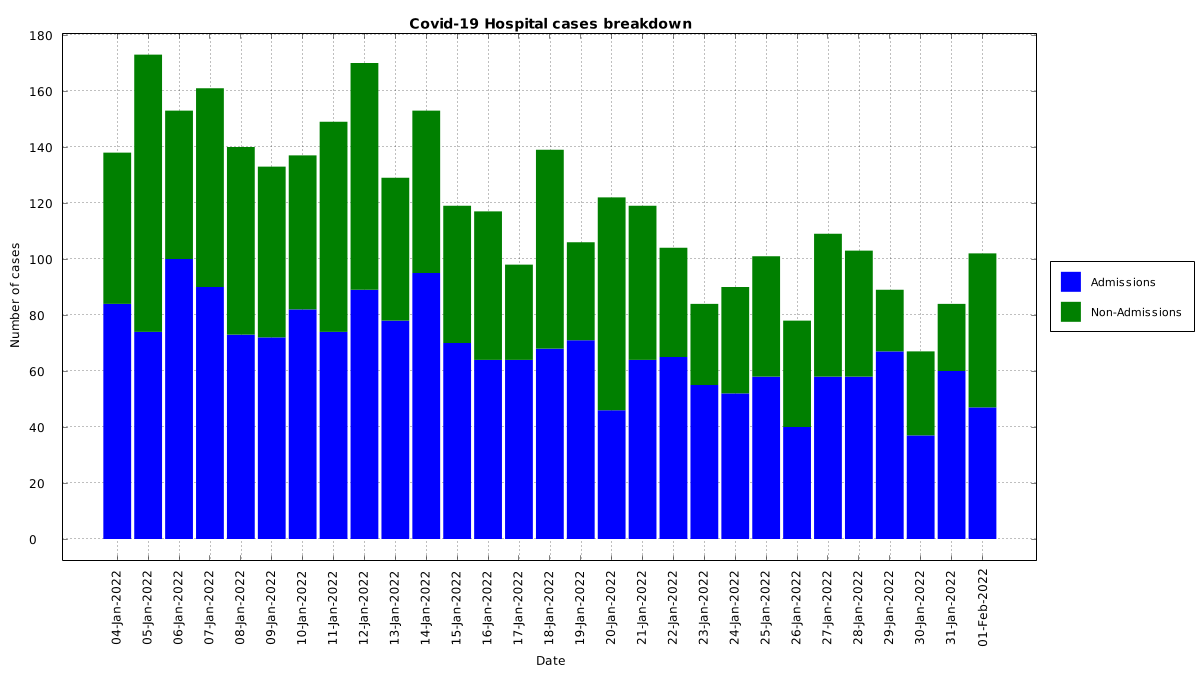 Covid-19 Hospital cases breakdown
180
160
140
120
100
80
60
40
20
0
Number of cases
04-Jan-2022
05-Jan-2022
06-Jan-2022
07-Jan-2022
08-Jan-2022
09-Jan-2022
10-Jan-2022
11-Jan-2022
12-Jan-2022
13-Jan-2022
14-Jan-2022
15-Jan-2022
16-Jan-2022
17-Jan-2022
18-Jan-2022
19-Jan-2022
20-Jan-2022
21-Jan-2022
22-Jan-2022
23-Jan-2022
24-Jan-2022
25-Jan-2022
26-Jan-2022
27-Jan-2022
28-Jan-2022
29-Jan-2022
30-Jan-2022
31-Jan-2022
01-Feb-2022
Date
Admissions
Non-Admissions